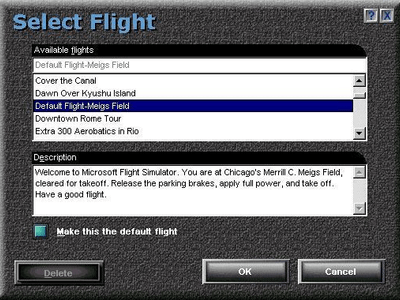 Select Flight
? X
Available flights
Default Flight-Meigs Field
Cover the Canal
Dawn Over Kyushu Island
Default Flight-Meigs Field
Downtown Rome Tour
Extra 300 Aerobatics in Rio
Description
Welcome to Microsoft Flight Simulator. You are at Chicago's Merrill C. Meigs Field,
cleared for takeoff. Release the parking brakes, apply full power, and take off.
Have a good flight.
Make this the default flight
Delete
OK
Cancel